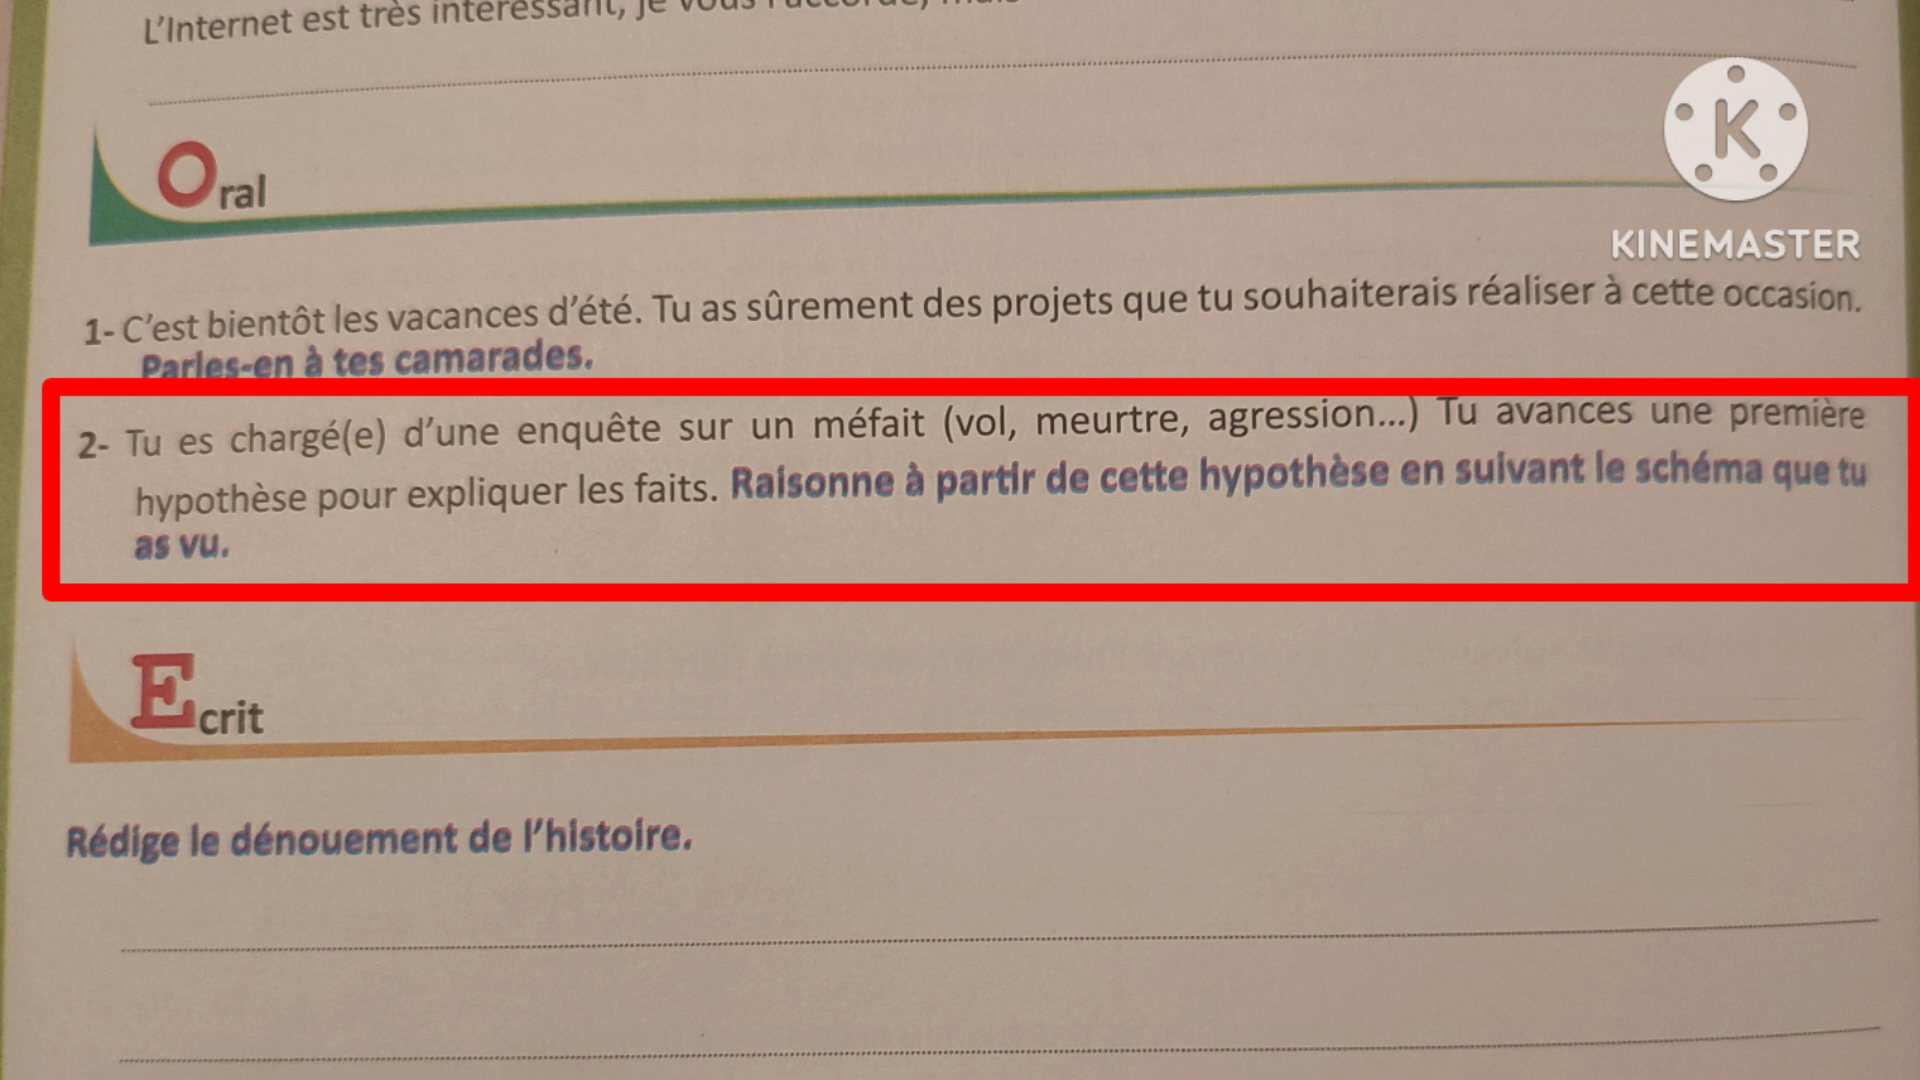 L'Internet est très intéressant, je vous l'accorde, mais
Oral
K
KINEMASTER
1- C'est bientôt les vacances d'été. Tu as sûrement des projets que tu souhaiterais réaliser à cette occasion.
Parles-en à tes camarades.
2- Tu es chargé(e) d'une enquête sur un méfait (vol, meurtre, agression...) Tu avances une première
hypothèse pour expliquer les faits. Raisonne à partir de cette hypothèse en suivant le schéma que tu
as vu.
Ecrit
Rédige le dénouement de l'histoire.